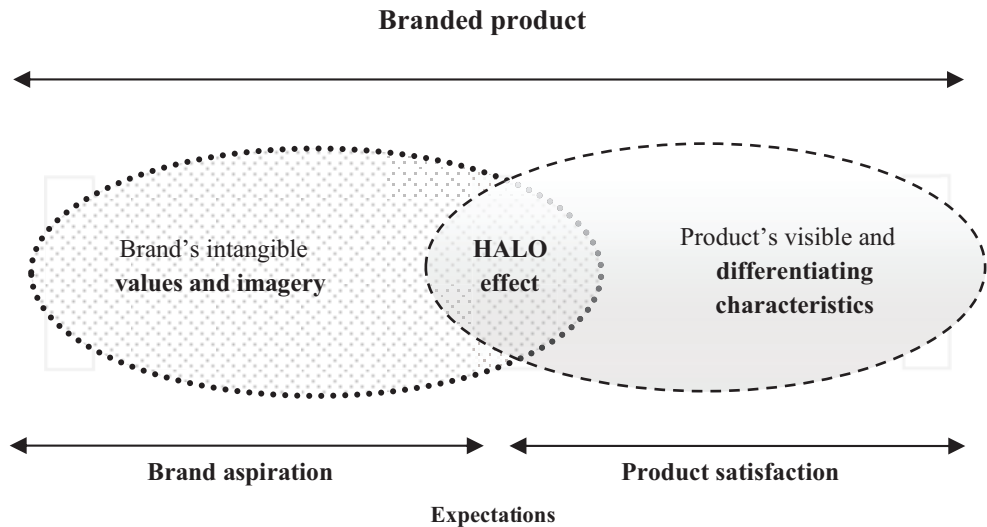 Branded product
Brand’s intangible
values and imagery
HALO
effect
Product’s visible and
differentiating
characteristics
Brand aspiration
Product satisfaction
Expectations